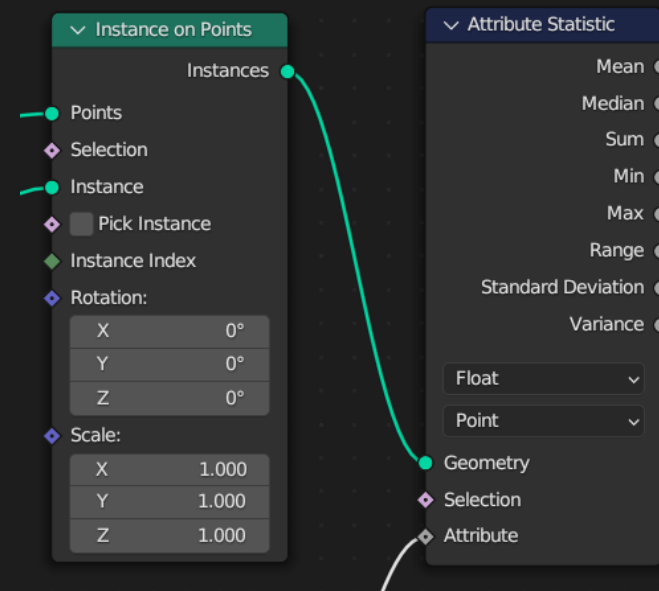 Instance on Points
Instances
Points
Selection
Instance
Pick Instance
Instance Index
Rotation:
X 0°
Y 0°
Z 0°
Scale:
X 1.000
Y 1.000
Z 1.000
Attribute Statistic
Mean
Median
Sum
Min
Max
Range
Standard Deviation
Variance
Float
Point
Geometry
Selection
Attribute